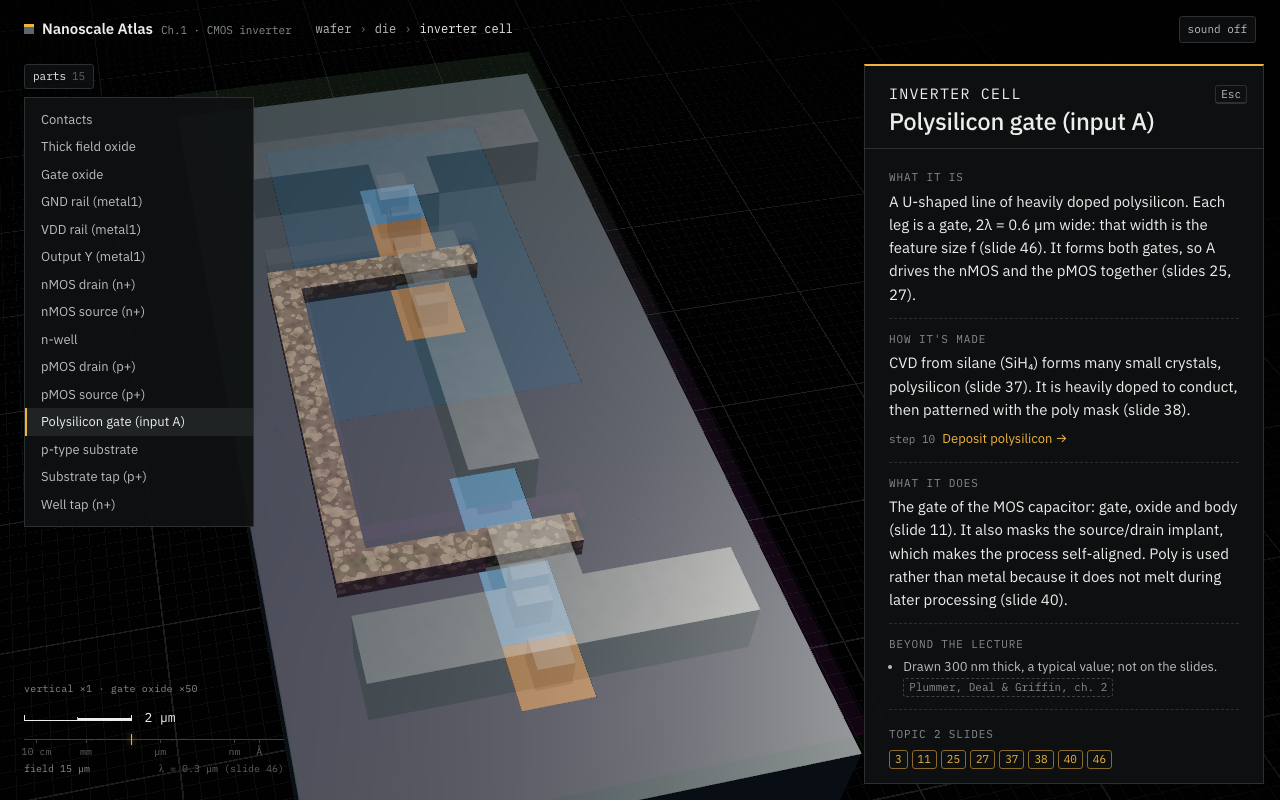 Nanoscale Atlas Ch.1 · CMOS inverter wafer › die › inverter cell
sound off
parts 15
Contacts
Thick field oxide
Gate oxide
GND rail (metal1)
VDD rail (metal1)
Output Y (metal1)
nMOS drain (n+)
nMOS source (n+)
n-well
pMOS drain (p+)
pMOS source (p+)
Polysilicon gate (input A)
p-type substrate
Substrate tap (p+)
Well tap (n+)
vertical ×1 · gate oxide ×50
2 µm
10 cm mm µm nm Å
field 15 µm λ = 0.3 µm (slide 46)
INVERTER CELL
Esc
Polysilicon gate (input A)
WHAT IT IS
A U-shaped line of heavily doped polysilicon. Each
leg is a gate, 2λ = 0.6 µm wide: that width is the
feature size f (slide 46). It forms both gates, so A
drives the nMOS and the pMOS together (slides 25,
27).
HOW IT'S MADE
CVD from silane (SiH₄) forms many small crystals,
polysilicon (slide 37). It is heavily doped to conduct,
then patterned with the poly mask (slide 38).
step 10 Deposit polysilicon →
WHAT IT DOES
The gate of the MOS capacitor: gate, oxide and body
(slide 11). It also masks the source/drain implant,
which makes the process self-aligned. Poly is used
rather than metal because it does not melt during
later processing (slide 40).
BEYOND THE LECTURE
• Drawn 300 nm thick, a typical value; not on the slides.
Plummer, Deal & Griffin, ch. 2
TOPIC 2 SLIDES
3 11 25 27 37 38 40 46